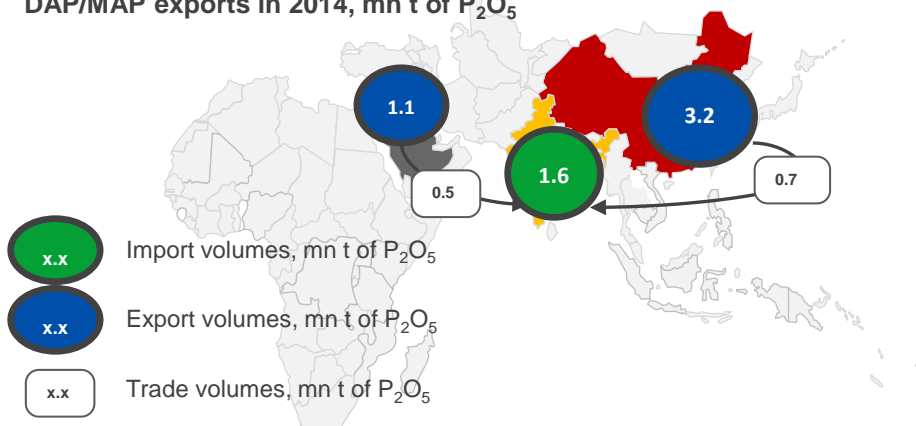 DAP/MAP exports in 2014, mn t of P₂O₅
1.1
3.2
1.6
0.5
0.7
x.x Import volumes, mn t of P₂O₅
x.x Export volumes, mn t of P₂O₅
x.x Trade volumes, mn t of P₂O₅